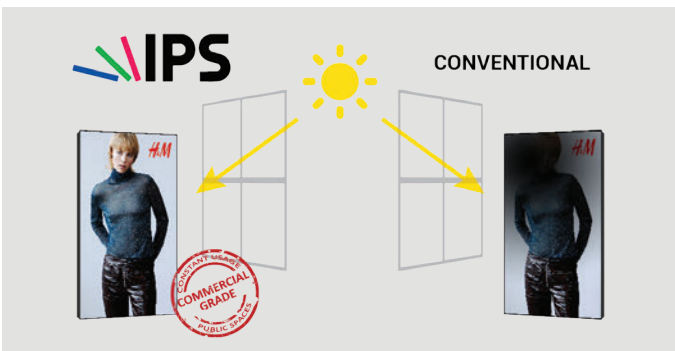 IPS
CONVENTIONAL
H&M
H&M
CONSTANT USAGE
COMMERCIAL
GRADE
PUBLIC SPACES